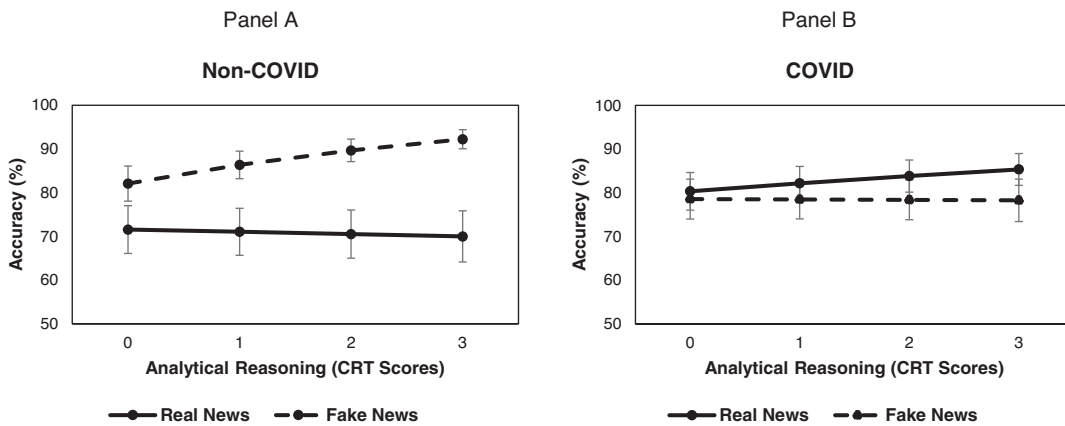 Panel A
Non-COVID
Accuracy (%)
100
90
80
70
60
50
0 1 2 3
Analytical Reasoning (CRT Scores)
Real News Fake News
Panel B
COVID
Accuracy (%)
100
90
80
70
60
50
0 1 2 3
Analytical Reasoning (CRT Scores)
Real News Fake News